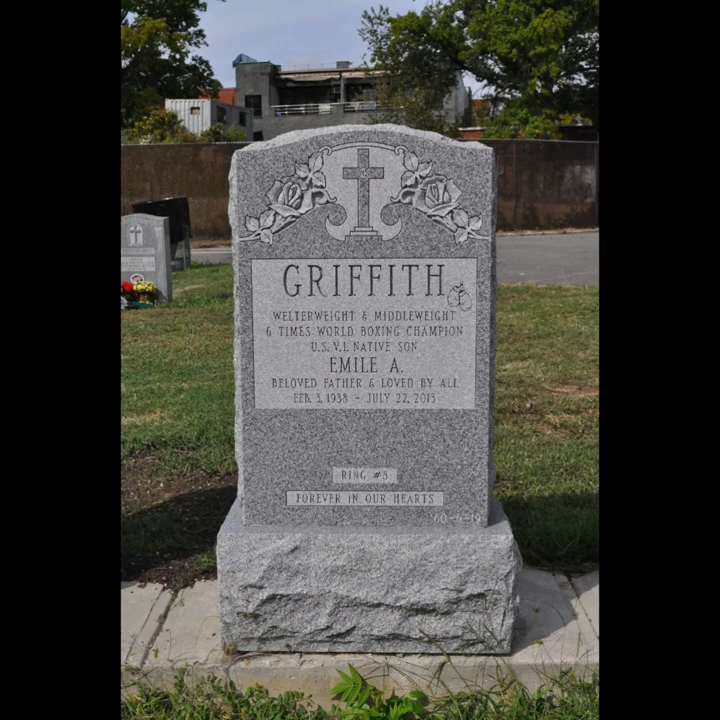 GRIFFITH
WELTERWEIGHT & MIDDLEWEIGHT
6 TIMES WORLD BOXING CHAMPION
U.S.V.I. NATIVE SON
EMILE A.
BELOVED FATHER & LOVED BY ALL
FEB. 3, 1938 - JULY 22, 2013
RING #8
FOREVER IN OUR HEARTS